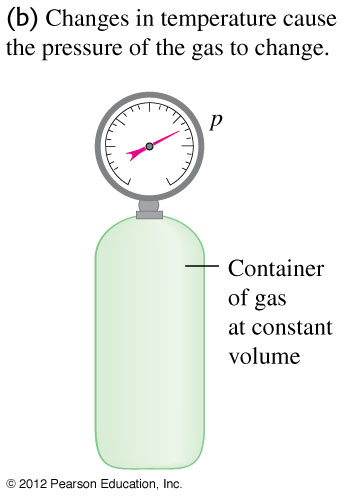 (b) Changes in temperature cause
the pressure of the gas to change.
p
Container
of gas
at constant
volume
© 2012 Pearson Education, Inc.